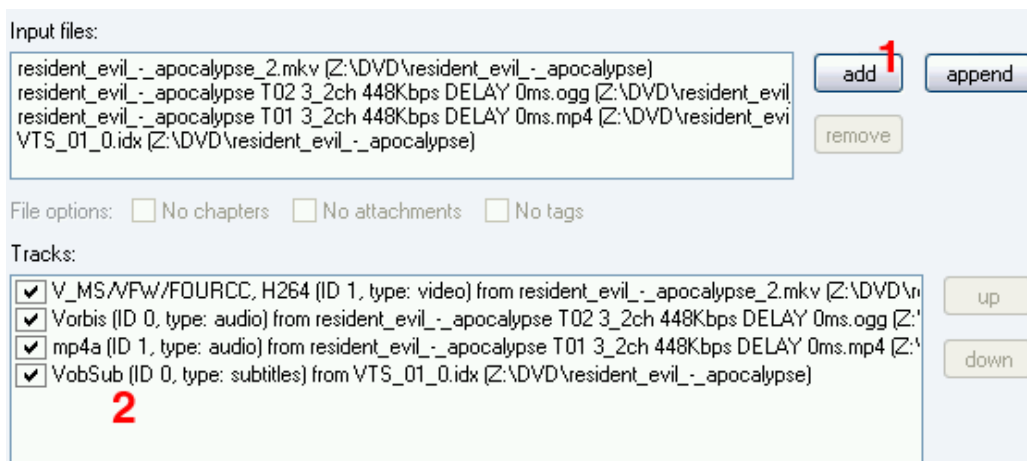 Input files:
1
resident_evil_-_apocalypse_2.mkv (Z:\DVD\resident_evil_-_apocalypse)
add
append
resident_evil_-_apocalypse T02 3_2ch 448Kbps DELAY 0ms.ogg (Z:\DVD\resident_evil
resident_evil_-_apocalypse T01 3_2ch 448Kbps DELAY 0ms.mp4 (Z:\DVD\resident_evi
VTS_01_0.idx (Z:\DVD\resident_evil_-_apocalypse)
remove
File options: No chapters No attachments No tags
Tracks:
V_MS/VFW/FOURCC, H264 (ID 1, type: video) from resident_evil_-_apocalypse_2.mkv (Z:\DVD\r
up
Vorbis (ID 0, type: audio) from resident_evil_-_apocalypse T02 3_2ch 448Kbps DELAY 0ms.ogg (Z:
mp4a (ID 1, type: audio) from resident_evil_-_apocalypse T01 3_2ch 448Kbps DELAY 0ms.mp4 (Z:\
down
VobSub (ID 0, type: subtitles) from VTS_01_0.idx (Z:\DVD\resident_evil_-_apocalypse)
2